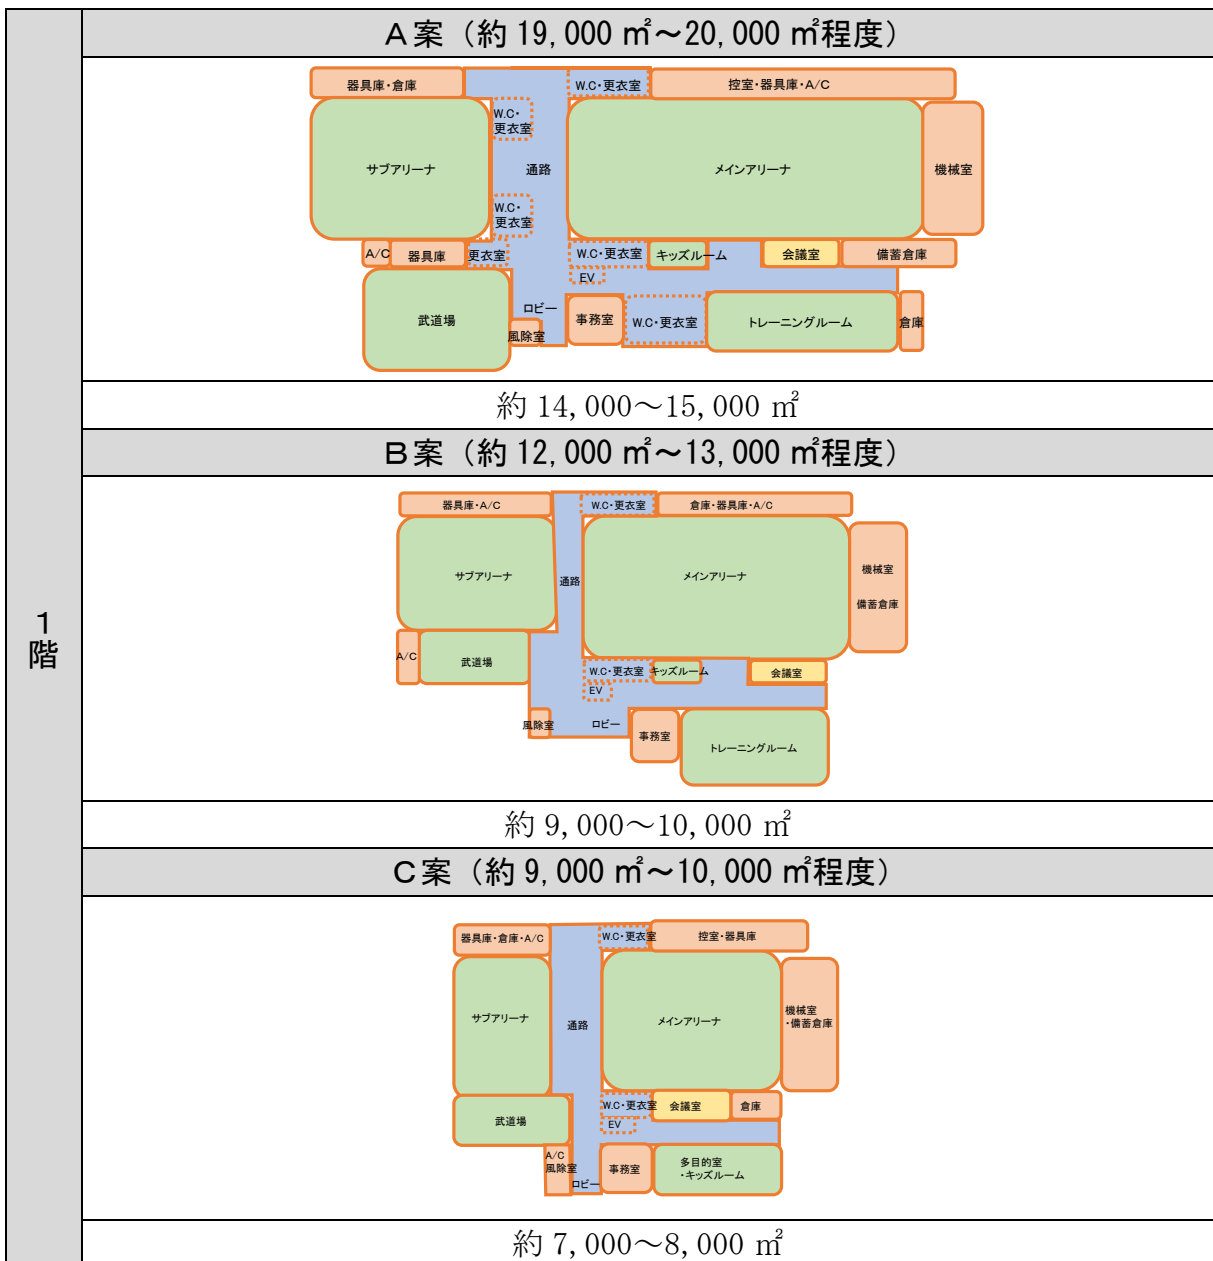 1
階
A案（約19,000 ㎡～20,000 ㎡程度）
器具庫・倉庫
W.C・更衣室
控室・器具庫・A/C
W.C・
更衣室
サブアリーナ
通路
メインアリーナ
機械室
W.C・
更衣室
A/C
器具庫
更衣室
W.C・更衣室
キッズルーム
会議室
備蓄倉庫
EV
武道場
ロビー
風除室
事務室
W.C・更衣室
トレーニングルーム
倉庫
約 14,000～15,000 ㎡
B案（約12,000 ㎡～13,000 ㎡程度）
器具庫・A/C
W.C・更衣室
倉庫・器具庫・A/C
サブアリーナ
通路
メインアリーナ
機械室
備蓄倉庫
A/C
武道場
W.C・更衣室
キッズルーム
会議室
EV
風除室
ロビー
事務室
トレーニングルーム
約 9,000～10,000 ㎡
C案（約9,000 ㎡～10,000 ㎡程度）
器具庫・倉庫・A/C
W.C・更衣室
控室・器具庫
サブアリーナ
通路
メインアリーナ
機械室
・備蓄倉庫
武道場
W.C・更衣室
会議室
倉庫
EV
A/C
風除室
ロビー
事務室
多目的室
・キッズルーム
約 7,000～8,000 ㎡